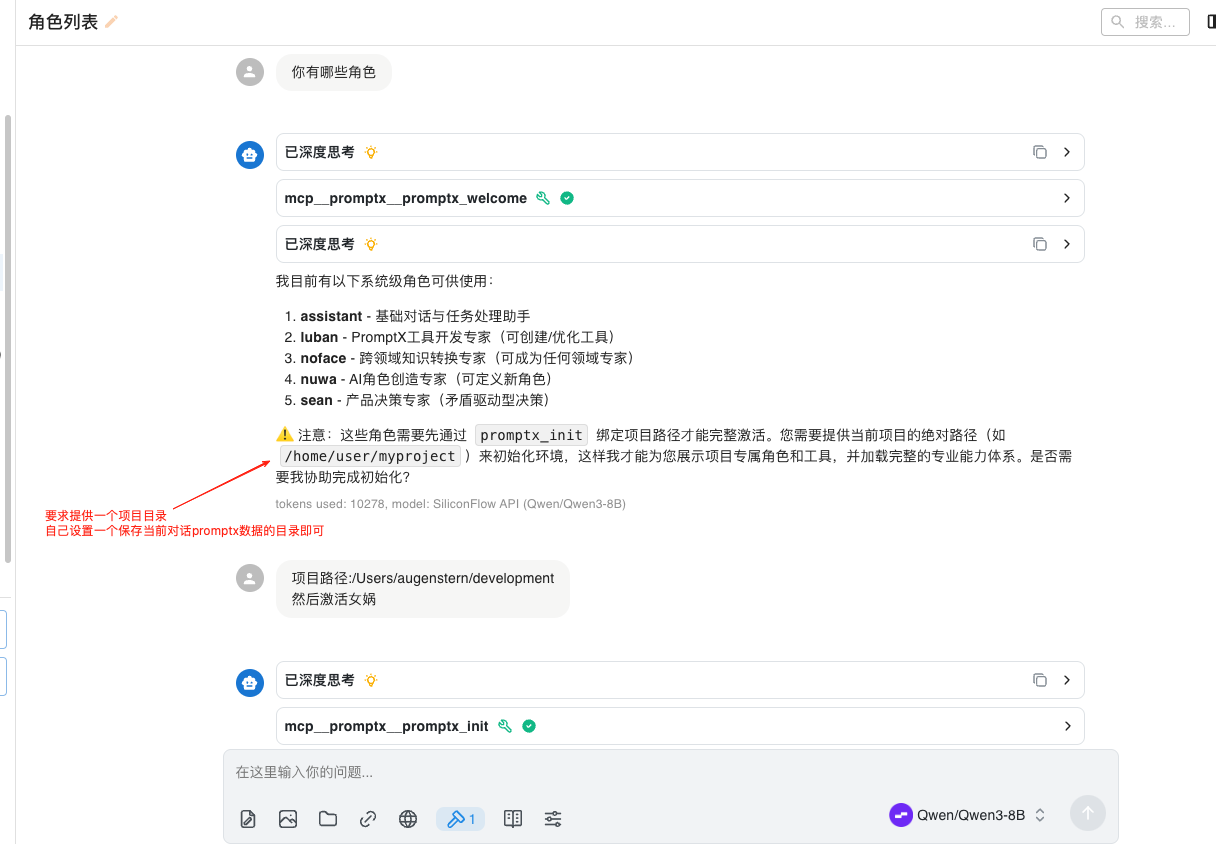 角色列表
搜索...
你有哪些角色
已深度思考
mcp__promptx__promptx_welcome
已深度思考
我目前有以下系统级角色可供使用：
1. assistant - 基础对话与任务处理助手
2. luban - PromptX工具开发专家（可创建/优化工具）
3. noface - 跨领域知识转换专家（可成为任何领域专家）
4. nuwa - AI角色创造专家（可定义新角色）
5. sean - 产品决策专家（矛盾驱动型决策）
⚠️ 注意：这些角色需要先通过 promptx_init 绑定项目路径才能完整激活。您需要提供当前项目的绝对路径（如
/home/user/myproject ）来初始化环境，这样我才能为您展示项目专属角色和工具，并加载完整的专业能力体系。是否需
要我协助完成初始化？
tokens used: 10278, model: SiliconFlow API (Qwen/Qwen3-8B)
要求提供一个项目目录
自己设置一个保存当前对话promptx数据的目录即可
项目路径:/Users/augenstern/development
然后激活女娲
已深度思考
mcp__promptx__promptx_init
在这里输入你的问题...
1
Qwen/Qwen3-8B